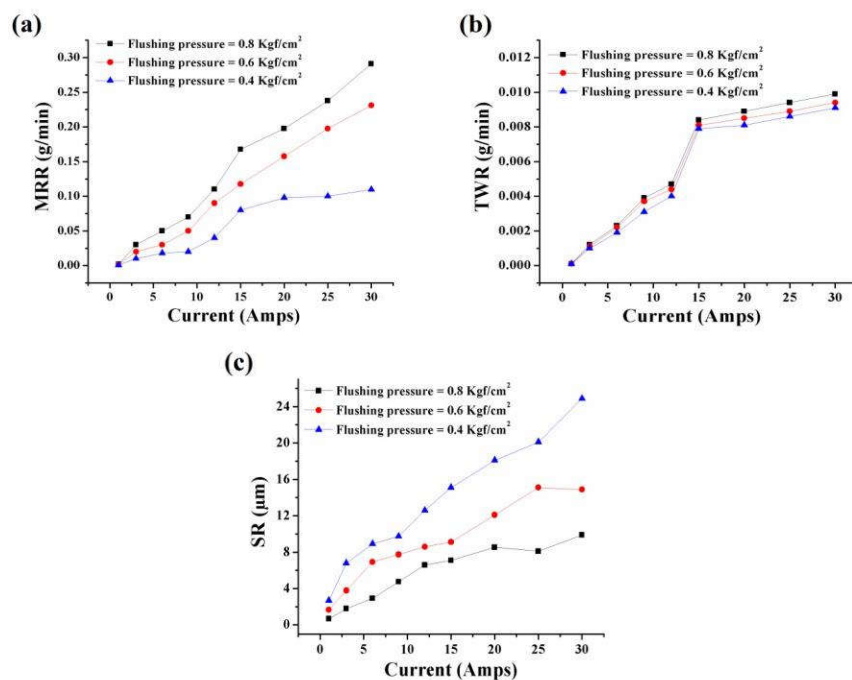 (a)
Flushing pressure = 0.8 Kgf/cm²
Flushing pressure = 0.6 Kgf/cm²
Flushing pressure = 0.4 Kgf/cm²
0.30
0.25
0.20
0.15
0.10
0.05
0.00
MRR (g/min)
0 5 10 15 20 25 30
Current (Amps)
(b)
Flushing pressure = 0.8 Kgf/cm²
Flushing pressure = 0.6 Kgf/cm²
Flushing pressure = 0.4 Kgf/cm²
0.012
0.010
0.008
0.006
0.004
0.002
0.000
TWR (g/min)
0 5 10 15 20 25 30
Current (Amps)
(c)
Flushing pressure = 0.8 Kgf/cm²
Flushing pressure = 0.6 Kgf/cm²
Flushing pressure = 0.4 Kgf/cm²
24
20
16
12
8
4
0
SR (μm)
0 5 10 15 20 25 30
Current (Amps)